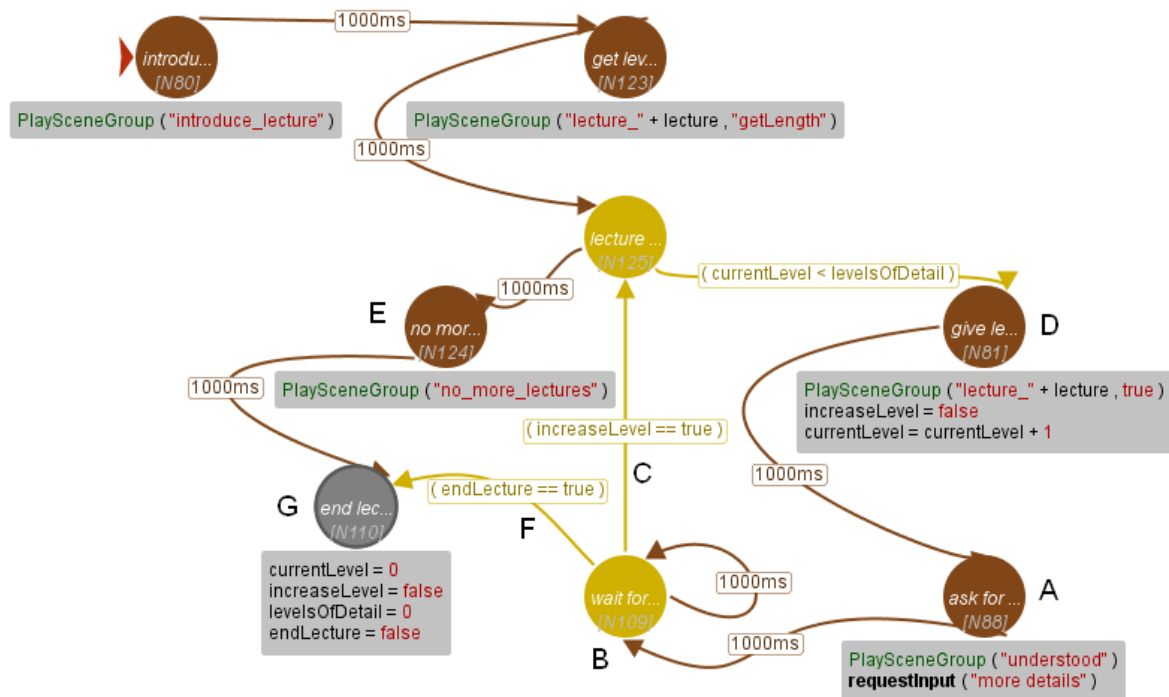 1000ms
introdu...
[N80]
get lev...
[N123]
PlaySceneGroup ( "introduce_lecture" )
PlaySceneGroup ( "lecture_" + lecture , "getLength" )
1000ms
lecture ...
[N125]
( currentLevel < levelsOfDetail )
1000ms
E
no mor...
[N124]
give le...
[N81]
D
1000ms
PlaySceneGroup ( "no_more_lectures" )
PlaySceneGroup ( "lecture_" + lecture , true )
increaseLevel = false
currentLevel = currentLevel + 1
( increaseLevel == true )
C
1000ms
( endLecture == true )
G
end lec...
[N110]
F
currentLevel = 0
increaseLevel = false
levelsOfDetail = 0
endLecture = false
wait for...
[N109]
B
1000ms
1000ms
ask for ...
[N88]
A
PlaySceneGroup ( "understood" )
requestInput ( "more details" )